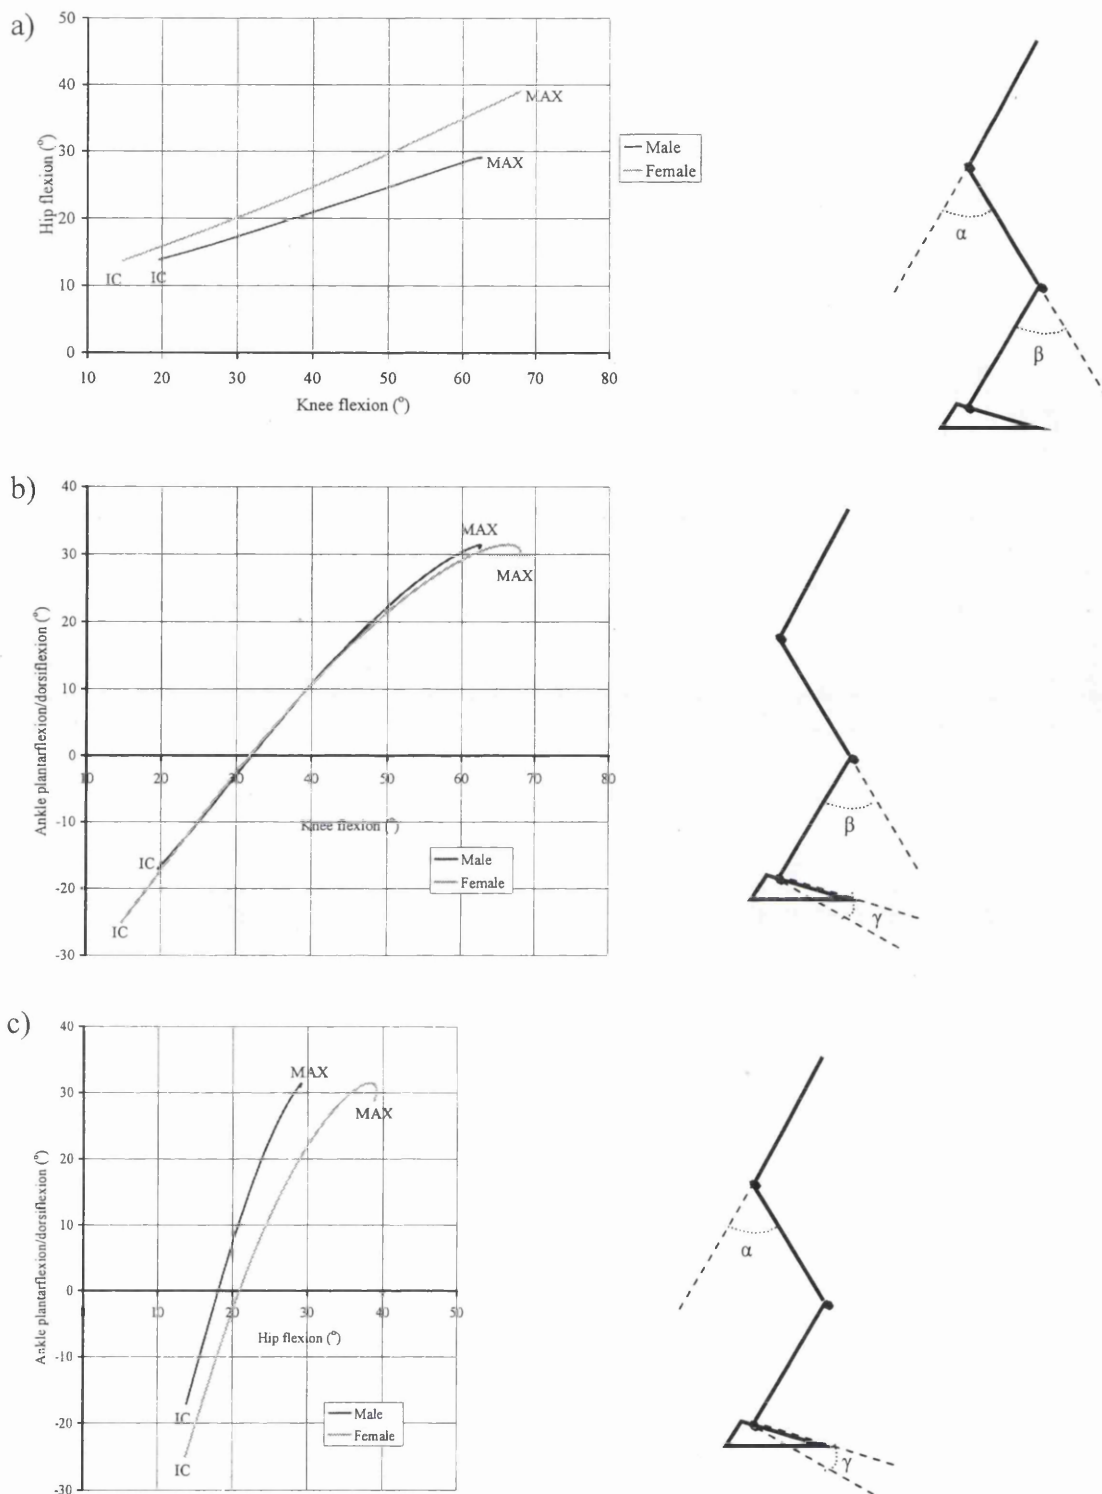 a)
50
40
30
20
10
0
Hip flexion (°)
MAX
MAX
IC
IC
10 20 30 40 50 60 70 80
Knee flexion (°)
Male
Female
α
β
b)
40
30
20
10
0
-10
-20
-30
Ankle plantarflexion/dorsiflexion (°)
MAX
MAX
10 20 30 40 50 60 70 80
Knee flexion (°)
IC
IC
Male
Female
β
γ
c)
40
30
20
10
0
-10
-20
-30
Ankle plantarflexion/dorsiflexion (°)
MAX
MAX
10 20 30 40 50
Hip flexion (°)
IC
IC
Male
Female
α
γ